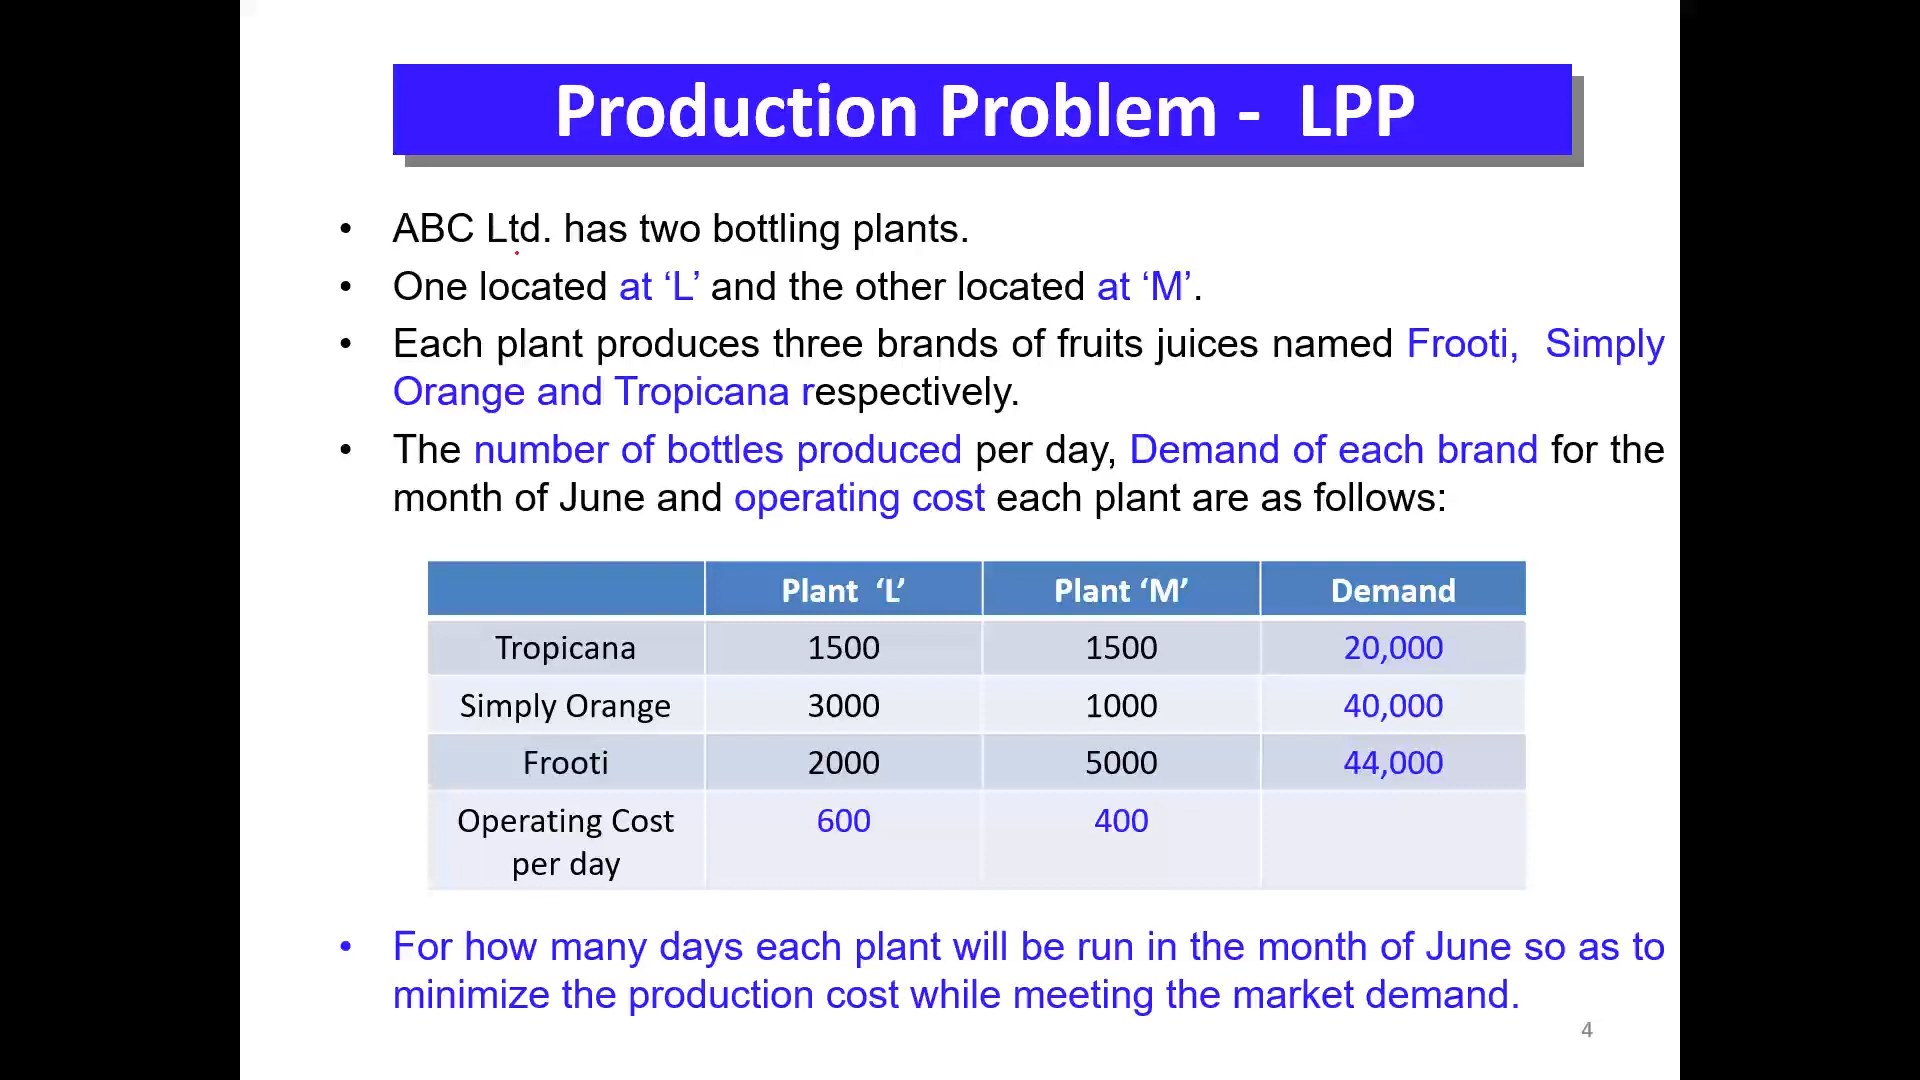 Production Problem - LPP
• ABC Ltd. has two bottling plants.
• One located at ‘L’ and the other located at ‘M’.
• Each plant produces three brands of fruits juices named Frooti, Simply
Orange and Tropicana respectively.
• The number of bottles produced per day, Demand of each brand for the
month of June and operating cost each plant are as follows:
Plant ‘L’ Plant ‘M’ Demand
Tropicana 1500 1500 20,000
Simply Orange 3000 1000 40,000
Frooti 2000 5000 44,000
Operating Cost 600 400
per day
• For how many days each plant will be run in the month of June so as to
minimize the production cost while meeting the market demand.
4